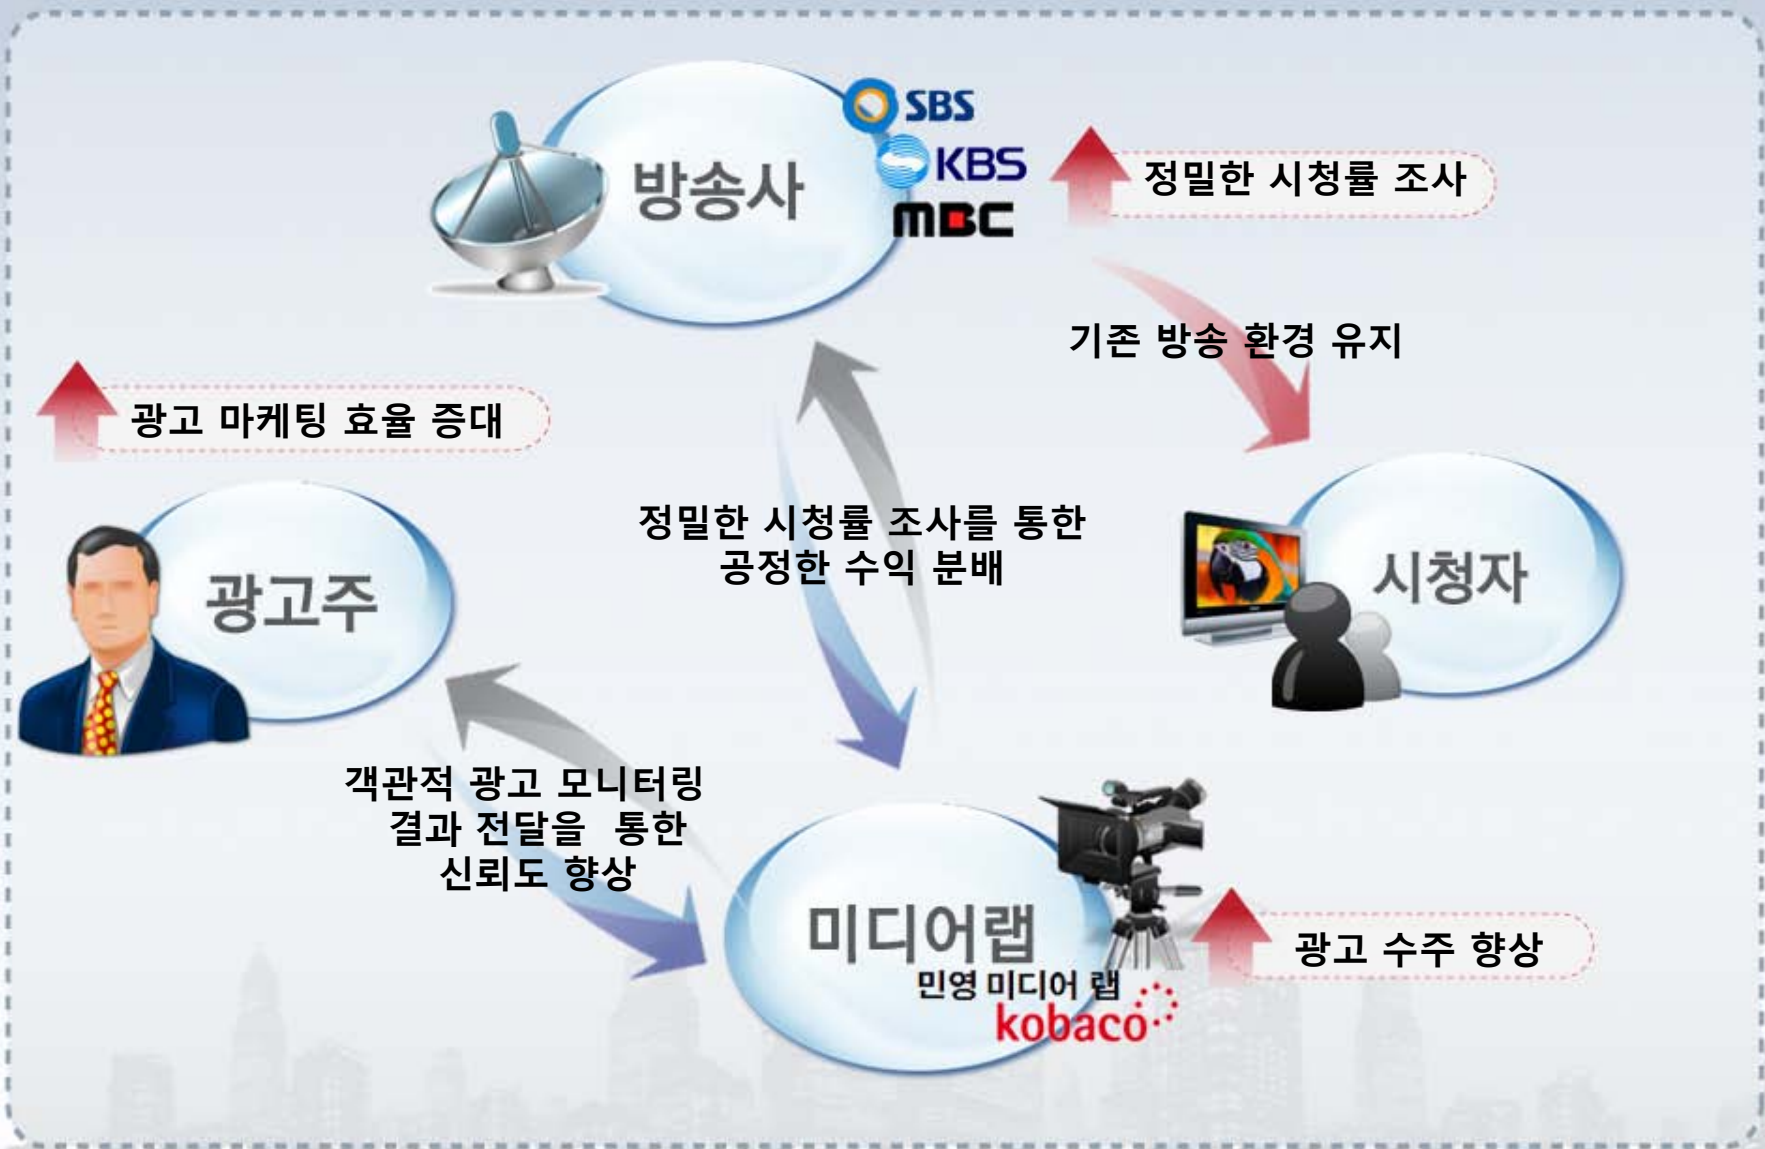 SBS
KBS
MBC
방송사
정밀한 시청률 조사
기존 방송 환경 유지
광고 마케팅 효율 증대
광고주
정밀한 시청률 조사를 통한
공정한 수익 분배
시청자
객관적 광고 모니터링
결과 전달을 통한
신뢰도 향상
미디어랩
민영 미디어 랩
kobaco
광고 수주 향상